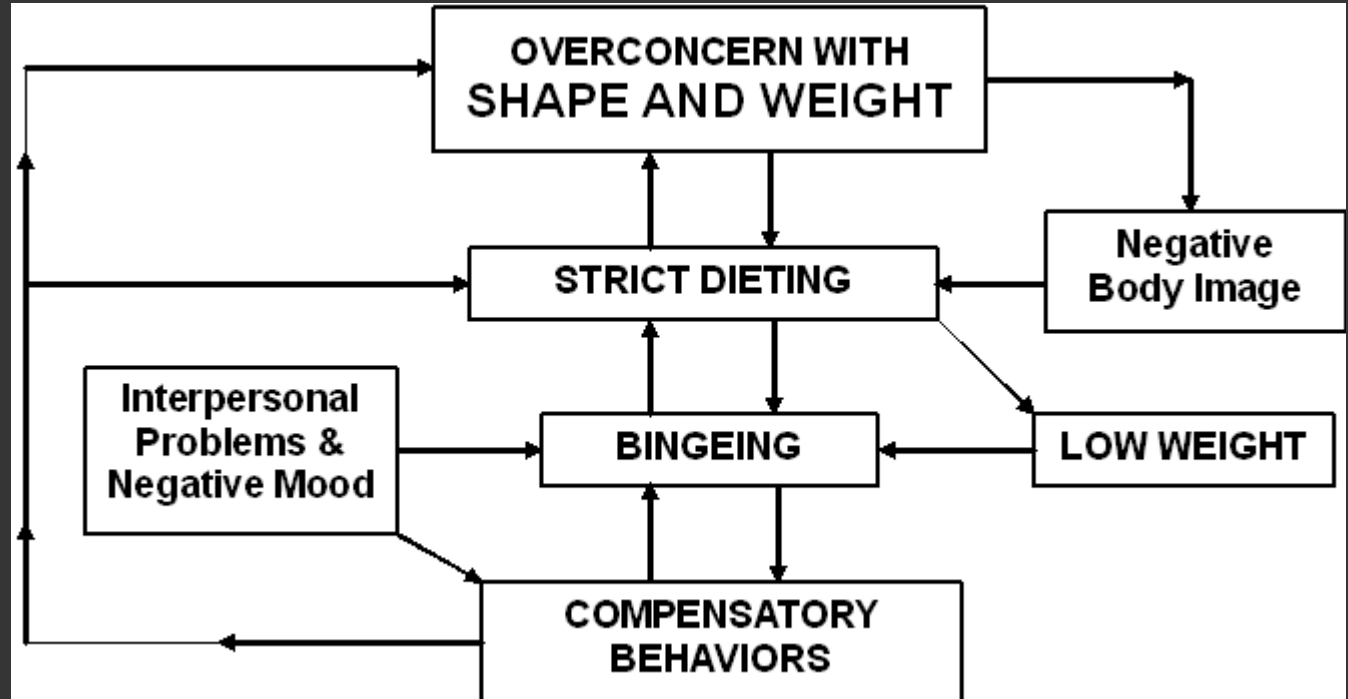 OVERCONCERN WITH
SHAPE AND WEIGHT
Negative
Body Image
STRICT DIETING
Interpersonal
Problems &
Negative Mood
BINGEING
LOW WEIGHT
COMPENSATORY
BEHAVIORS